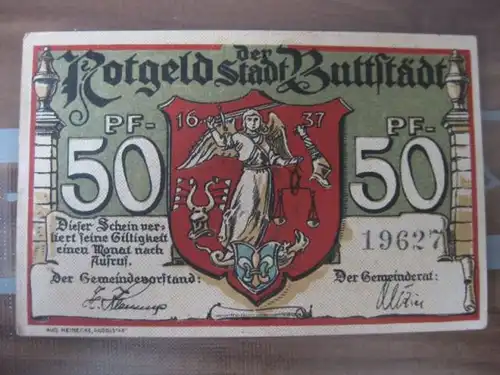 Notgeld der Stadt Buttstädt
16 37
PF- PF-
50 50
Dieser Schein ver-
liert seine Giltigkeit
einen Monat nach
Aufruf.
19627
Der Gemeindevorstand: Der Gemeinderat: